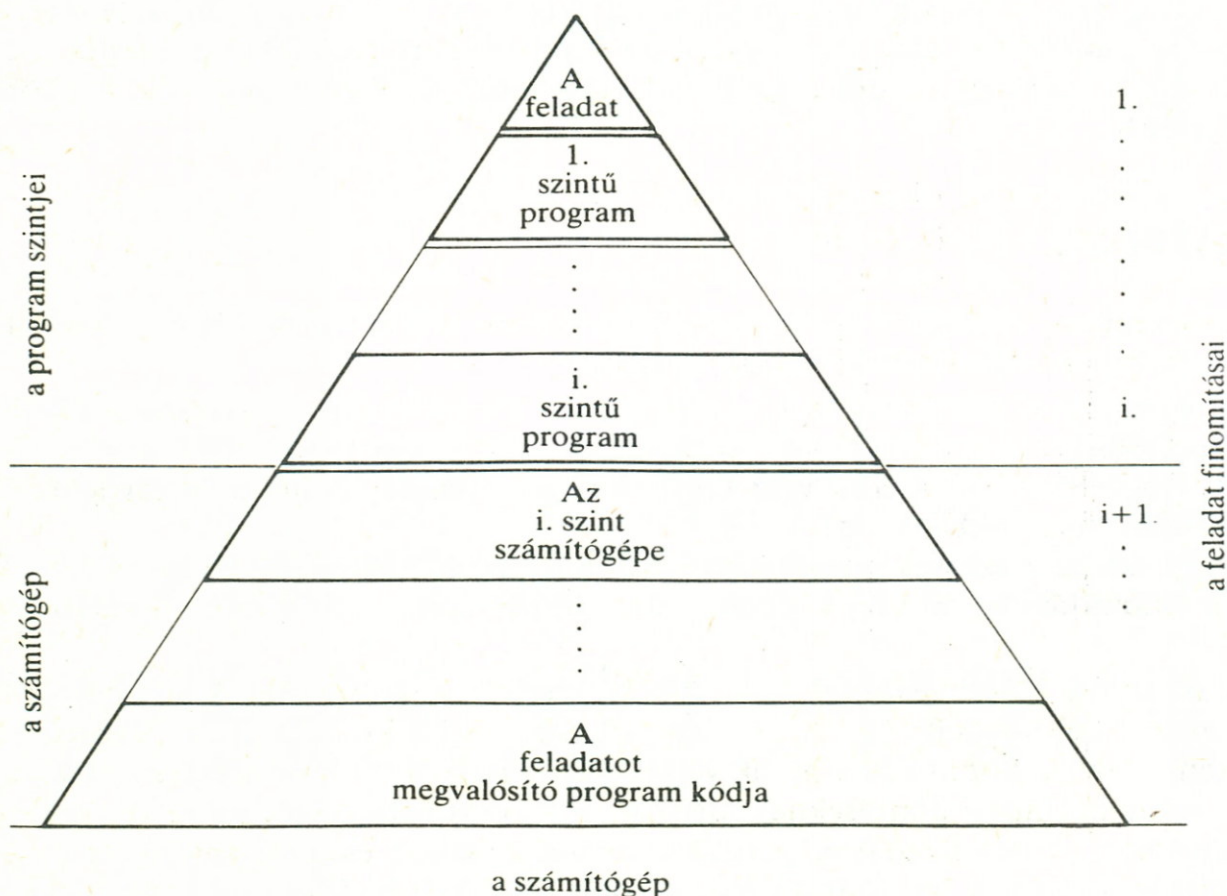 A
feladat
1.
szintű
program
i.
szintű
program
Az
i. szint
számítógépe
A
feladatot
megvalósító program kódja
a program szintjei
a számítógép
1.
i.
i+1.
a feladat finomításai
a számítógép